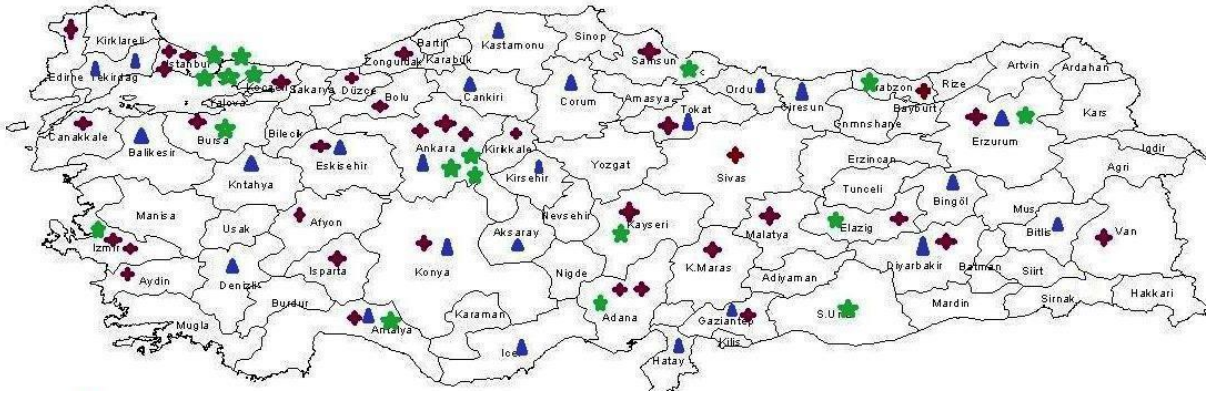 Kirklareli
Edirne
Tekirdag
Istanbul
Kocaeli
Yalova
Sakarya
Düzce
Zonguldak
Bartin
Karabük
Kastamonu
Sinop
Samsun
Bolu
Cankiri
Corum
Amasya
Tokat
Ordu
Giresun
Trabzon
Rize
Bayburt
Artvin
Ardahan
Kars
Gnmnshane
Erzurum
Igdir
Agri
Canakkale
Balikesir
Bursa
Bilecik
Kntahya
Eskisehir
Ankara
Kirikkale
Kirsehir
Yozgat
Sivas
Erzincan
Tunceli
Bingöl
Mus
Bitlis
Van
Manisa
Usak
Afyon
Izmir
Aydin
Denizli
Isparta
Konya
Aksaray
Nevsehir
Kayseri
Malatya
Elazig
Diyarbakir
Batman
Siirt
Sirnak
Hakkari
Mugla
Burdur
Antalya
Karaman
Nigde
Icel
Adana
K.Maras
Adiyaman
Gaziantep
Kilis
Hatay
Mardin